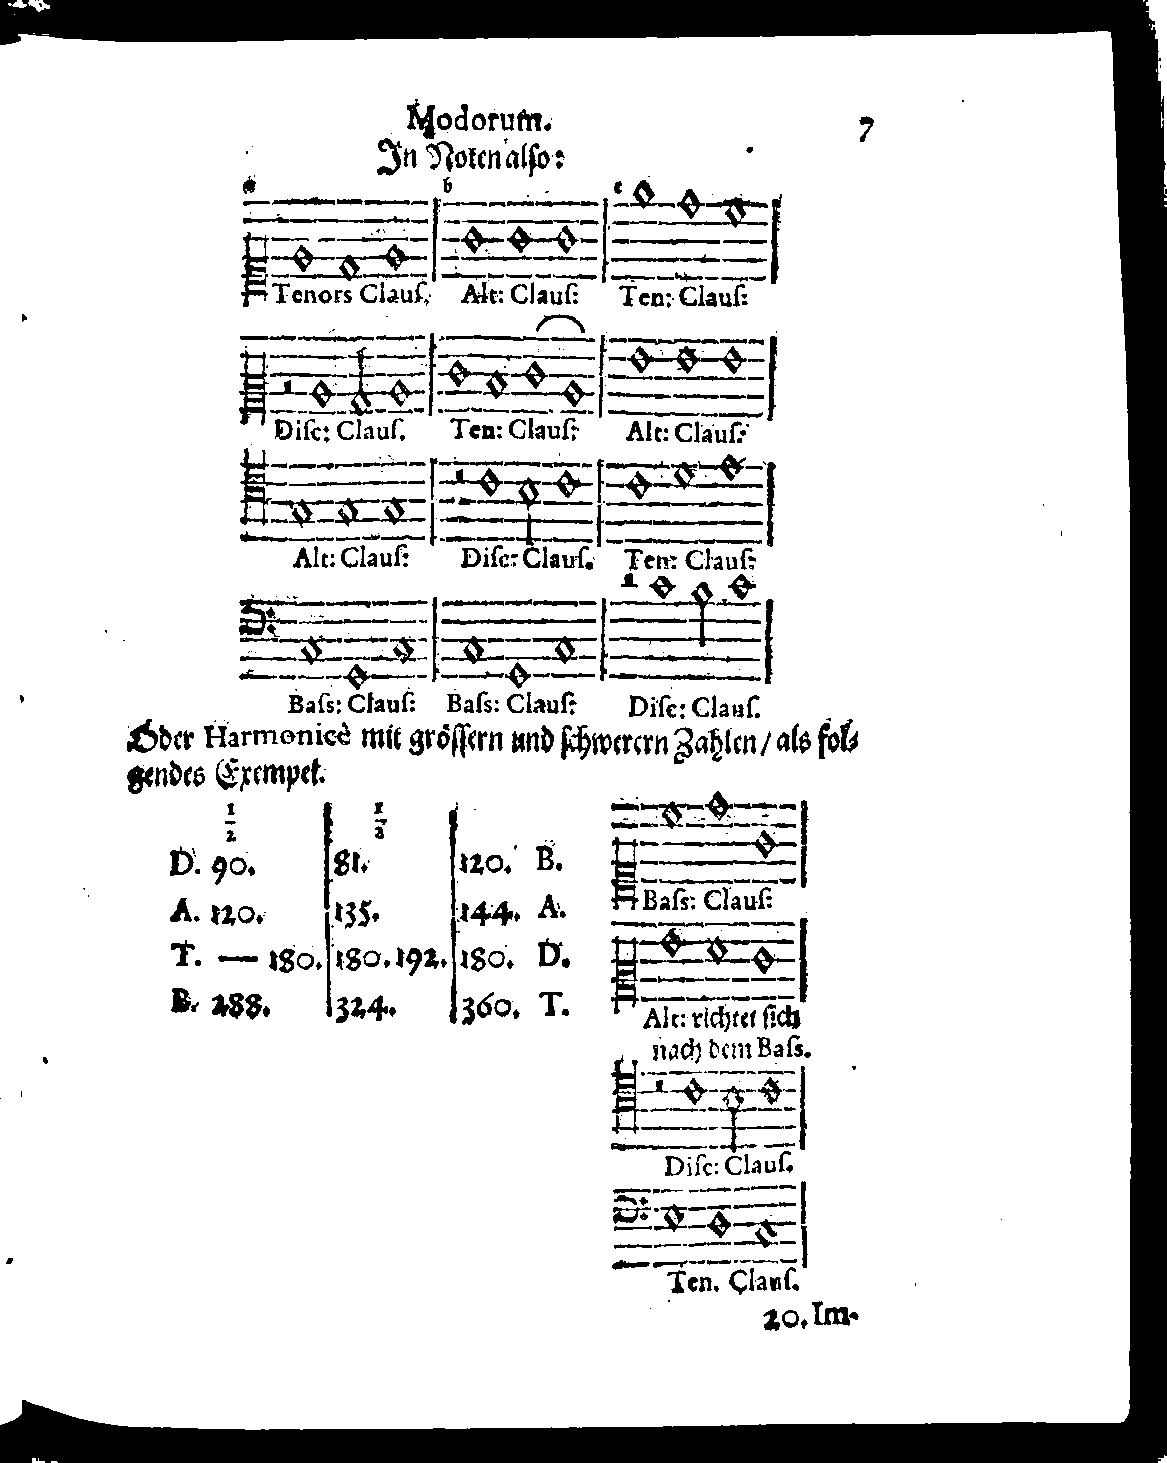 Modorum. 7
In Noten also:
a b c
Tenors Clauſ. Alt: Clauſ: Ten: Clauſ:
Diſc: Clauſ. Ten: Clauſ: Alt: Clauſ:
Alt: Clauſ: Diſc: Clauſ. Ten: Clauſ:
Baſs: Clauſ: Baſs: Clauſ: Diſc: Clauſ.
Oder Harmonicè mit gröſſern und ſchwerern Zahlen / als fol⸗
gendes Exempel.
1/2 1/3
D. 90. 81. 120. B.
A. 120. 135. 144. A.
T. — 180. 180. 192. 180. D.
B. 288. 324. 360. T.
Baſs: Clauſ:
Alt: richtet ſich
nach dem Baſs.
Diſc: Clauſ.
Ten. Clauſ.
20. Im-